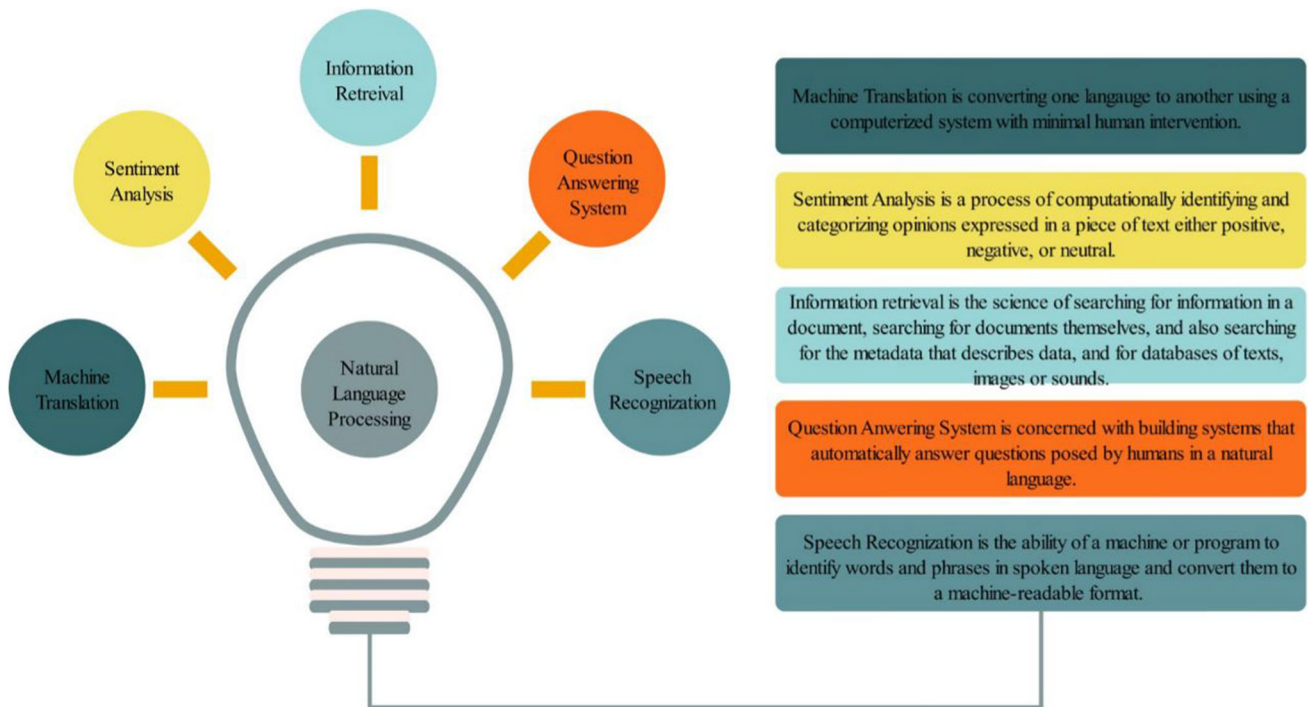 Information
Retreival
Sentiment
Analysis
Question
Answering
System
Machine
Translation
Natural
Language
Processing
Speech
Recognization
Machine Translation is converting one langauge to another using a
computerized system with minimal human intervention.
Sentiment Analysis is a process of computationally identifying and
categorizing opinions expressed in a piece of text either positive,
negative, or neutral.
Information retrieval is the science of searching for information in a
document, searching for documents themselves, and also searching
for the metadata that describes data, and for databases of texts,
images or sounds.
Question Anwering System is concerned with building systems that
automatically answer questions posed by humans in a natural
language.
Speech Recognization is the ability of a machine or program to
identify words and phrases in spoken language and convert them to
a machine-readable format.